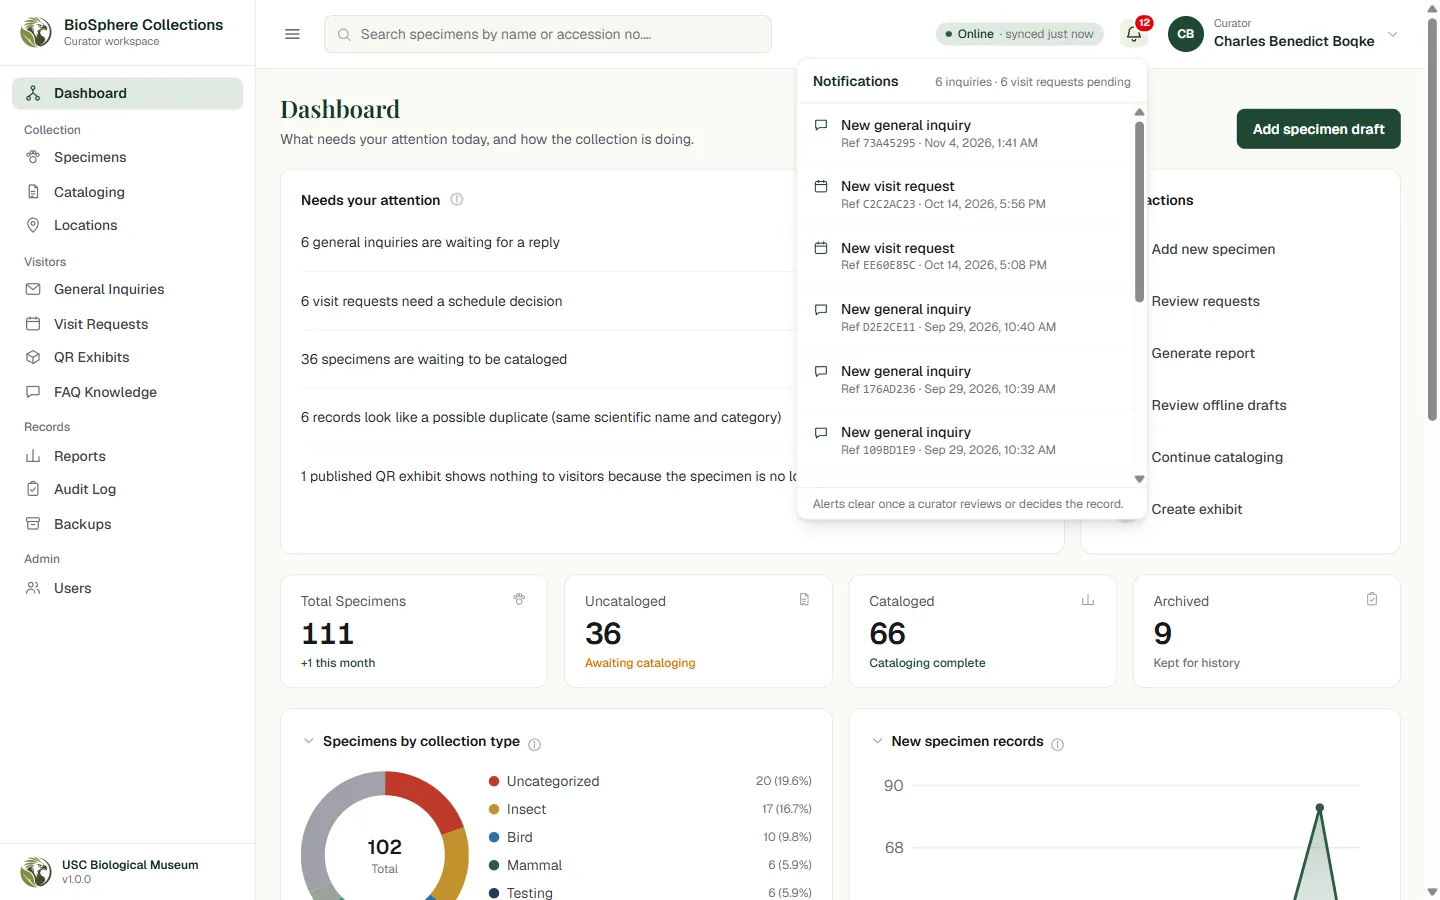 BioSphere Collections
Curator workspace
Dashboard
Collection
Specimens
Cataloging
Locations
Visitors
General Inquiries
Visit Requests
QR Exhibits
FAQ Knowledge
Records
Reports
Audit Log
Backups
Admin
Users
USC Biological Museum
v1.0.0
Search specimens by name or accession no....
Online · synced just now
12
CB
Curator
Charles Benedict Boqke
Dashboard
What needs your attention today, and how the collection is doing.
Add specimen draft
Notifications
6 inquiries · 6 visit requests pending
New general inquiry
Ref 73A45295 · Nov 4, 2026, 1:41 AM
New visit request
Ref C2C2AC23 · Oct 14, 2026, 5:56 PM
New visit request
Ref EE60E85C · Oct 14, 2026, 5:08 PM
New general inquiry
Ref D2E2CE11 · Sep 29, 2026, 10:40 AM
New general inquiry
Ref 176AD236 · Sep 29, 2026, 10:39 AM
New general inquiry
Ref 109BD1E9 · Sep 29, 2026, 10:32 AM
Alerts clear once a curator reviews or decides the record.
Needs your attention
6 general inquiries are waiting for a reply
6 visit requests need a schedule decision
36 specimens are waiting to be cataloged
6 records look like a possible duplicate (same scientific name and category)
1 published QR exhibit shows nothing to visitors because the specimen is no
actions
Add new specimen
Review requests
Generate report
Review offline drafts
Continue cataloging
Create exhibit
Total Specimens
111
+1 this month
Uncataloged
36
Awaiting cataloging
Cataloged
66
Cataloging complete
Archived
9
Kept for history
Specimens by collection type
102
Total
Uncategorized 20 (19.6%)
Insect 17 (16.7%)
Bird 10 (9.8%)
Mammal 6 (5.9%)
Testing 6 (5.9%)
New specimen records
90
68